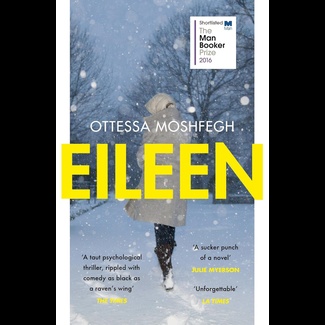 Shortlisted
The
Man
Booker
Prize
2016
Man
OTTESSA MOSHFEGH
EILEEN
'A taut psychological
thriller, rippled with
comedy as black as
a raven's wing'
THE TIMES
'A sucker punch
of a novel'
JULIE MYERSON
'Unforgettable'
LA TIMES